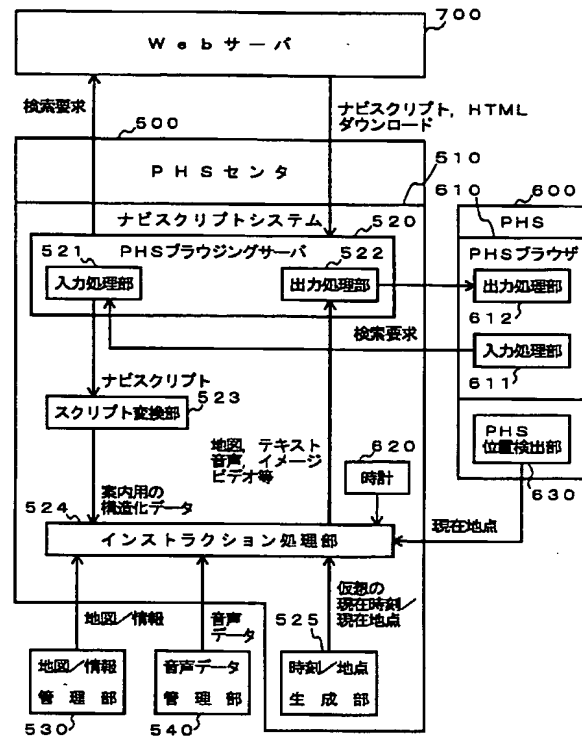 700
Webサーバ
検索要求
500
ナビスクリプト, HTML
ダウンロード
PHSセンタ
510
610
600
ナビスクリプトシステム
520
PHS
521
PHSブラウジングサーバ
522
PHSブラウザ
入力処理部
出力処理部
出力処理部
612
検索要求
入力処理部
611
ナビスクリプト
スクリプト変換部
523
地図, テキスト
音声, イメージ
ビデオ等
620
時計
PHS
位置検出部
630
案内用の
構造化データ
524
現在地点
インストラクション処理部
地図/情報
音声
データ
仮想の
現在時刻/
現在地点
525
地図/情報
管理部
530
音声データ
管理部
540
時刻/地点
生成部